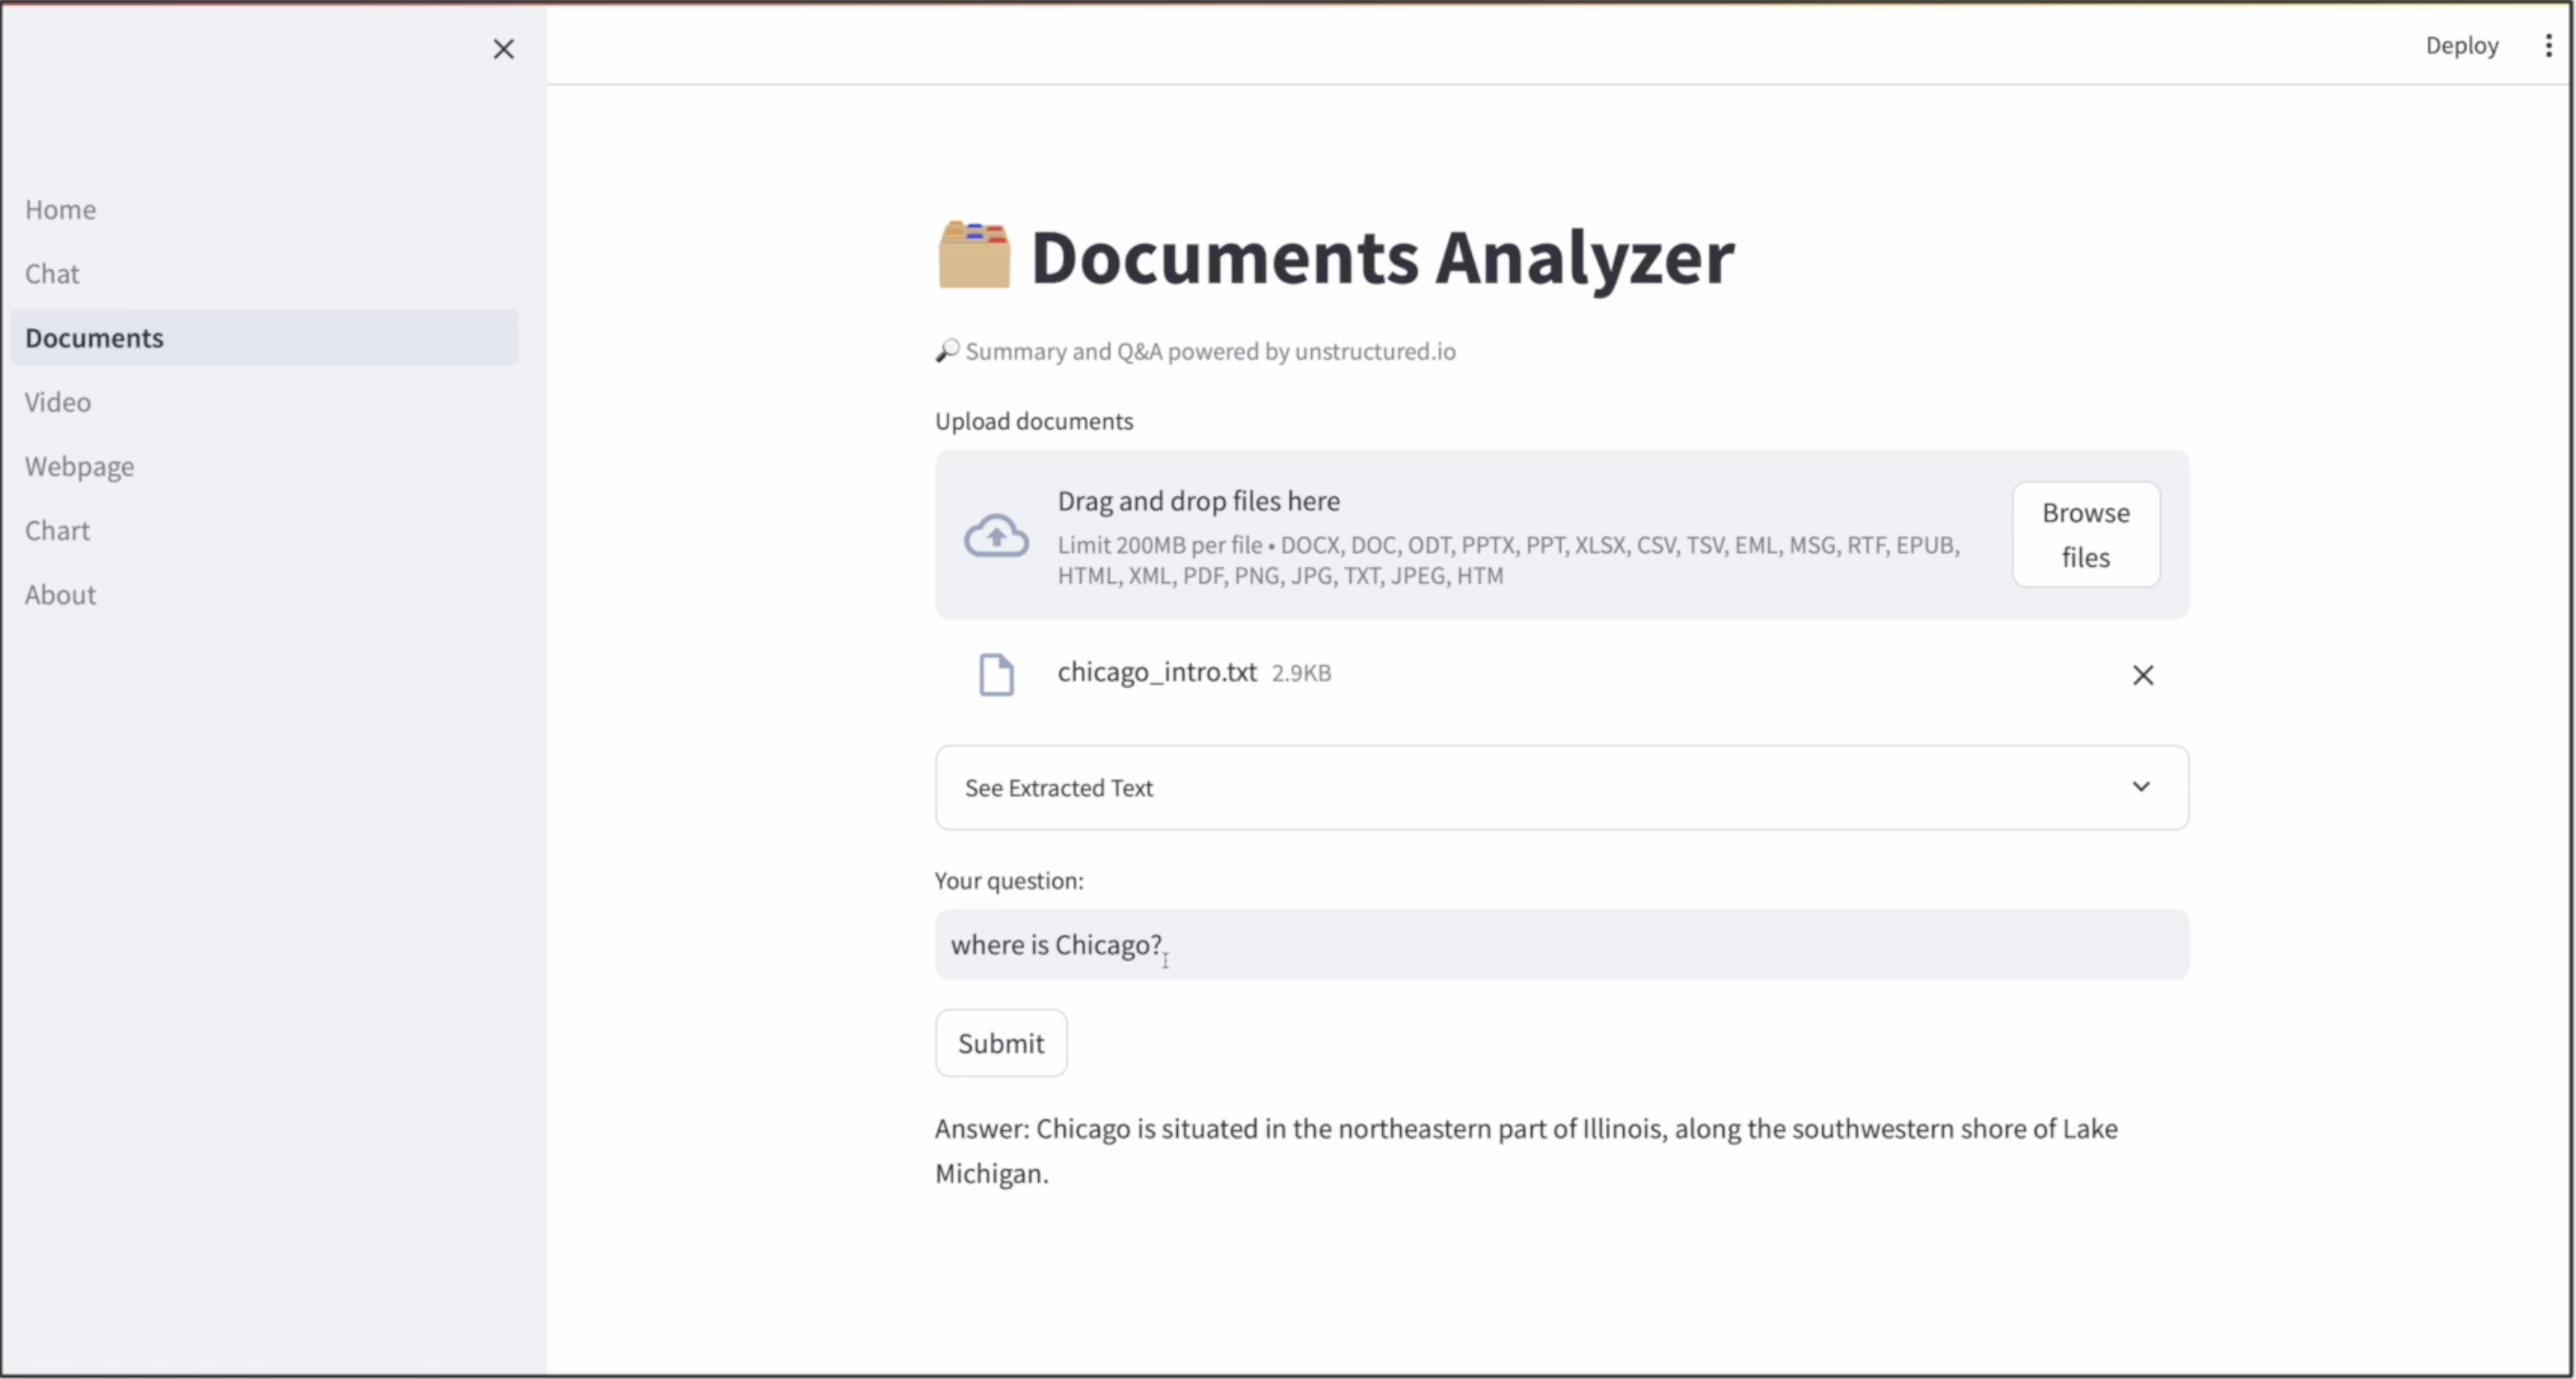 Deploy
Home
Chat
Documents
Video
Webpage
Chart
About
Documents Analyzer
Summary and Q&A powered by unstructured.io
Upload documents
Drag and drop files here
Limit 200MB per file • DOCX, DOC, ODT, PPTX, PPT, XLSX, CSV, TSV, EML, MSG, RTF, EPUB,
HTML, XML, PDF, PNG, JPG, TXT, JPEG, HTM
Browse
files
chicago_intro.txt 2.9KB
See Extracted Text
Your question:
where is Chicago?
Submit
Answer: Chicago is situated in the northeastern part of Illinois, along the southwestern shore of Lake
Michigan.